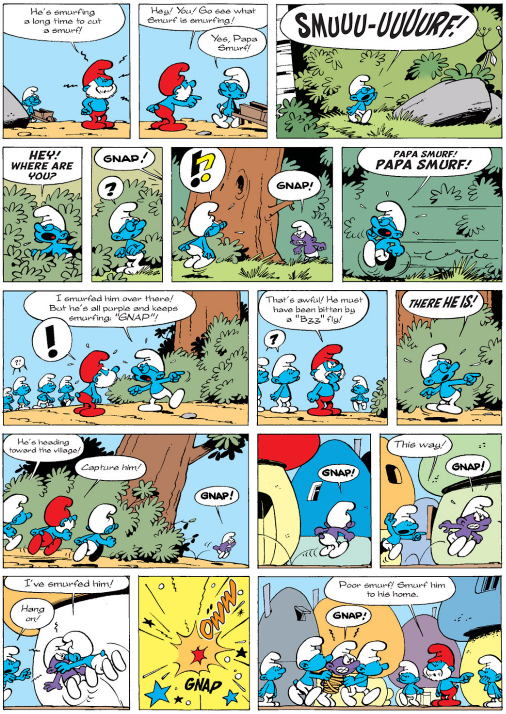 He's smurfing
a long time to cut
a smurf!
Hey! You! Go see what
Smurf is smurfing!
Yes, Papa
Smurf!
SMUUU-UUUURF!
HEY!
WHERE ARE
YOU?
GNAP!
?
!?
GNAP!
PAPA SMURF!
PAPA SMURF!
I smurfed him over there!
But he's all purple and keeps
smurfing: "GNAP"!
!
?!
That's awful! He must
have been bitten by
a "Bzz" fly!
?
THERE HE IS!
He's heading
toward the village!
Capture him!
GNAP!
GNAP!
This way!
GNAP!
I've smurfed him!
Hang
on!
OWW
GNAP
Poor smurf! Smurf him
to his home.
GNAP!